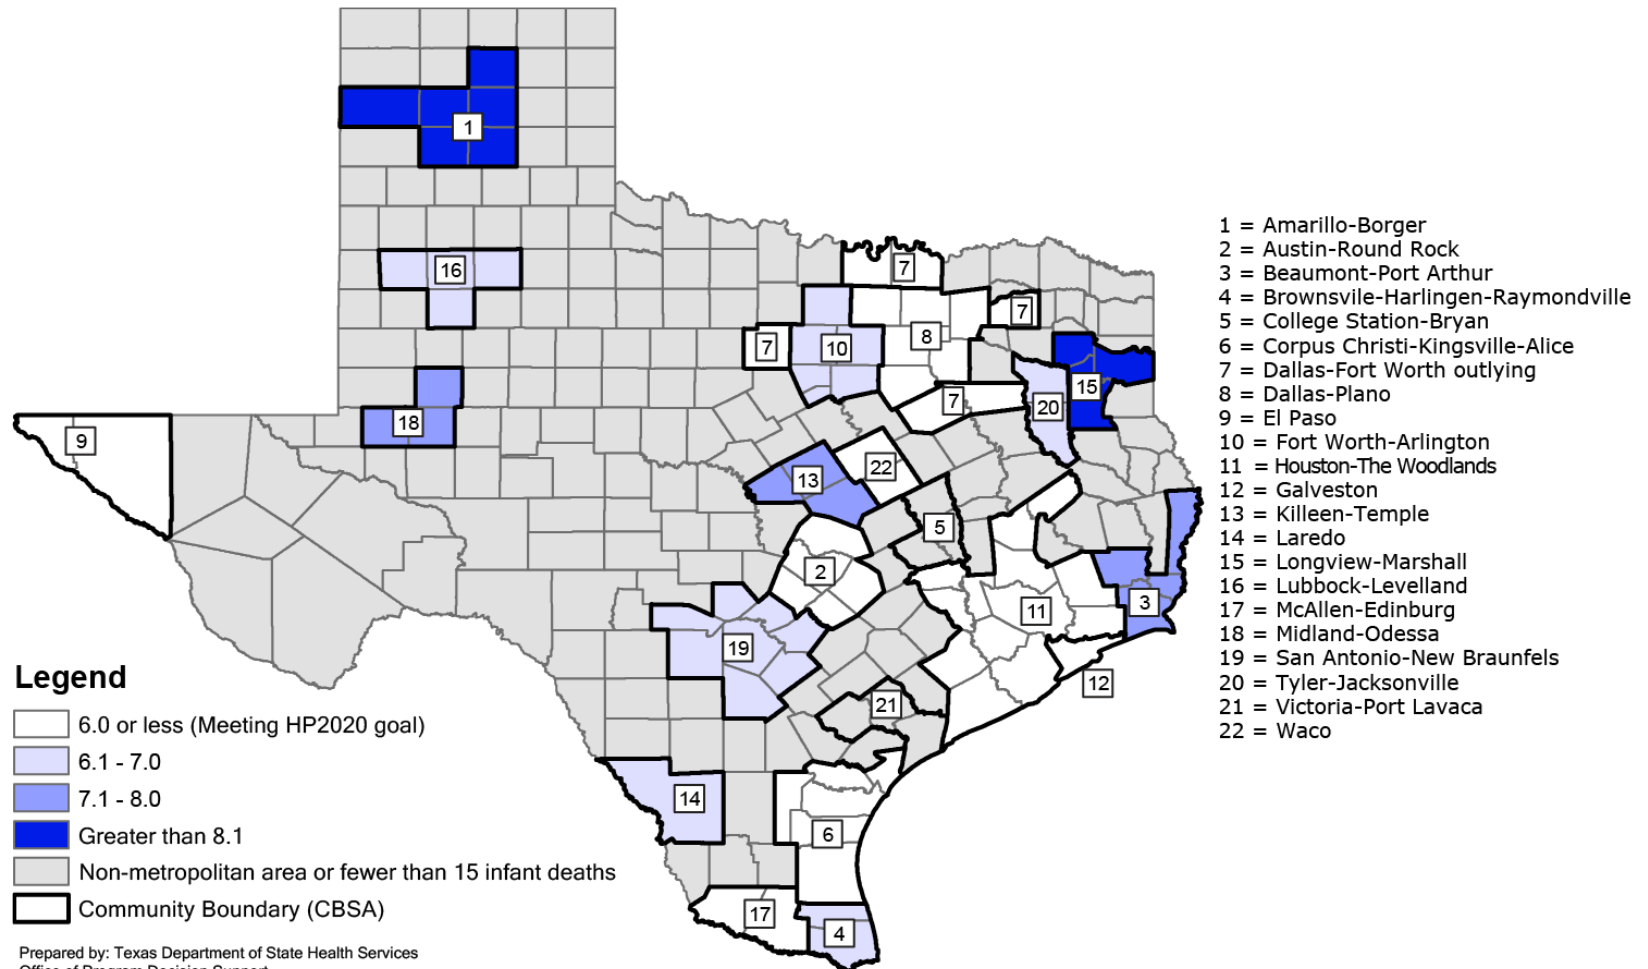 1
16
7
7
7
10
8
15
20
7
18
9
22
13
5
2
11
3
19
12
21
14
6
17
4
1 = Amarillo-Borger
2 = Austin-Round Rock
3 = Beaumont-Port Arthur
4 = Brownsvile-Harlingen-Raymondville
5 = College Station-Bryan
6 = Corpus Christi-Kingsville-Alice
7 = Dallas-Fort Worth outlying
8 = Dallas-Plano
9 = El Paso
10 = Fort Worth-Arlington
11 = Houston-The Woodlands
12 = Galveston
13 = Killeen-Temple
14 = Laredo
15 = Longview-Marshall
16 = Lubbock-Levelland
17 = McAllen-Edinburg
18 = Midland-Odessa
19 = San Antonio-New Braunfels
20 = Tyler-Jacksonville
21 = Victoria-Port Lavaca
22 = Waco
Legend
6.0 or less (Meeting HP2020 goal)
6.1 - 7.0
7.1 - 8.0
Greater than 8.1
Non-metropolitan area or fewer than 15 infant deaths
Community Boundary (CBSA)
Prepared by: Texas Department of State Health Services
Office of Program Decision Support